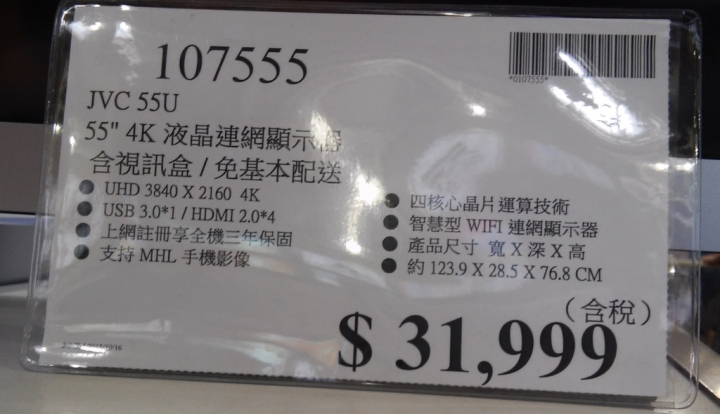 107555
*0107555*
JVC 55U
55" 4K 液晶連網顯示器
含視訊盒 / 免基本配送
● UHD 3840 X 2160 4K
● USB 3.0*1 / HDMI 2.0*4
● 上網註冊享全機三年保固
● 支持 MHL 手機影像
● 四核心晶片運算技術
● 智慧型 WIFI 連網顯示器
● 產品尺寸 寬 X 深 X 高
● 約 123.9 X 28.5 X 76.8 CM
（含稅）
$ 31,999